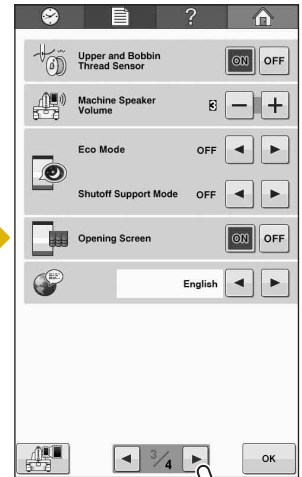 ?
Upper and Bobbin
Thread Sensor
ON OFF
Machine Speaker
Volume
3 − +
Eco Mode OFF
Shutoff Support Mode OFF
Opening Screen
ON OFF
English
3/4
OK